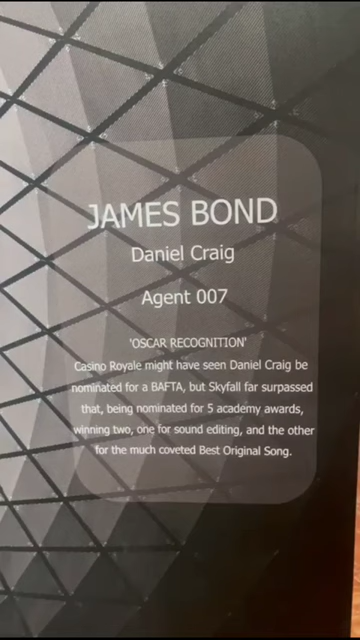 JAMES BOND
Daniel Craig
Agent 007
'OSCAR RECOGNITION'
Casino Royale might have seen Daniel Craig be
nominated for a BAFTA, but Skyfall far surpassed
that, being nominated for 5 academy awards,
winning two, one for sound editing, and the other
for the much coveted Best Original Song.